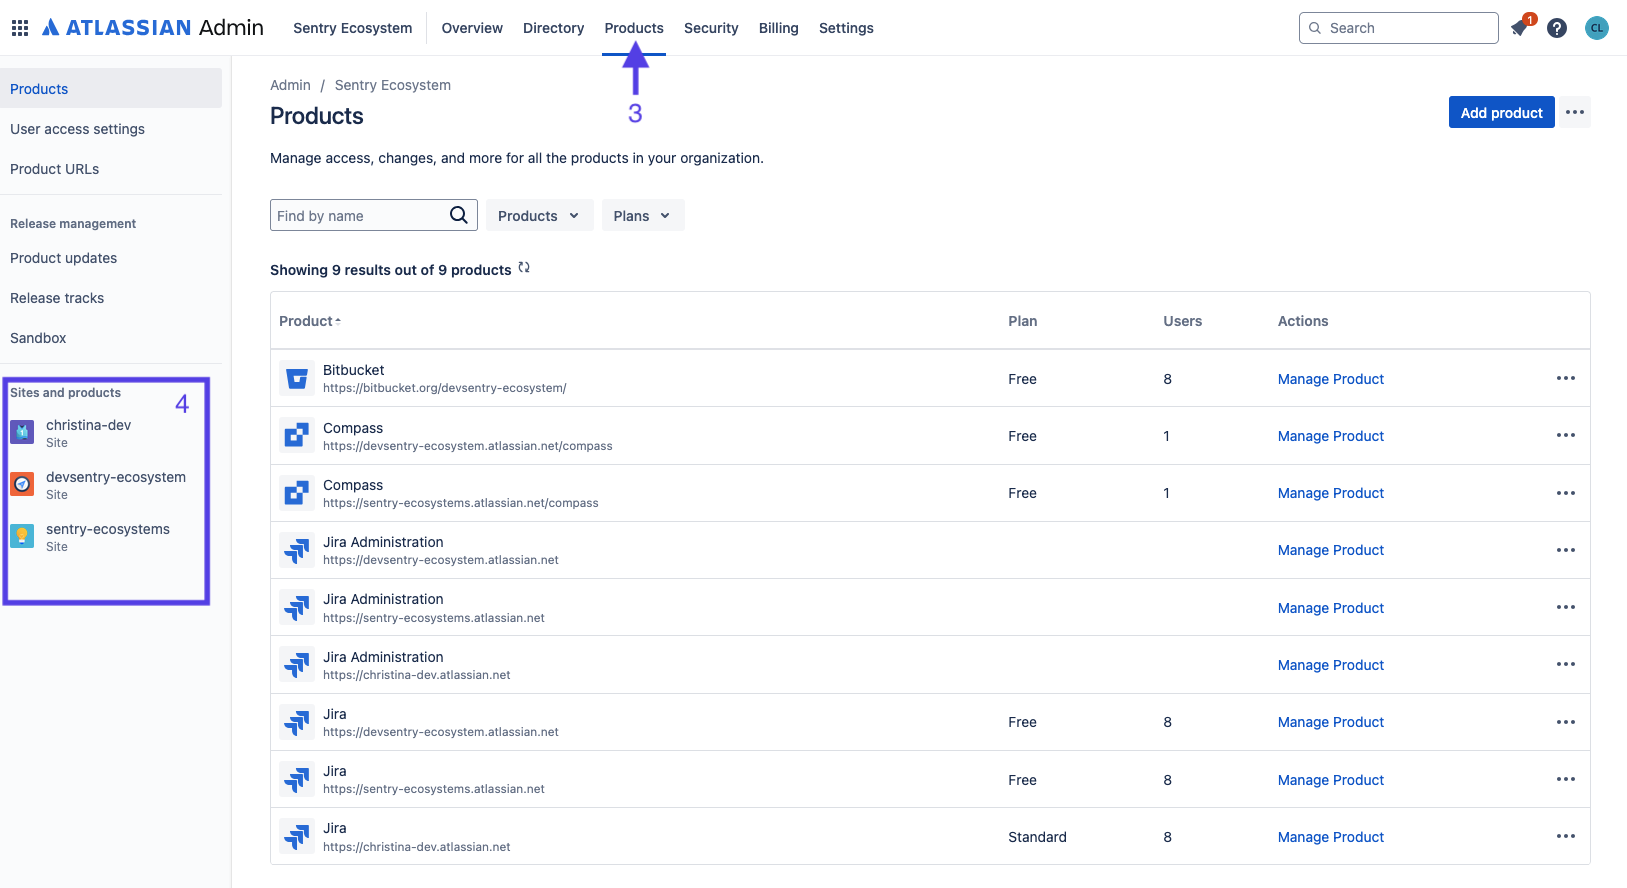 ATLASSIAN Admin Sentry Ecosystem Overview Directory Products Security Billing Settings Search 1 ? CL
3
Products
User access settings
Product URLs
Release management
Product updates
Release tracks
Sandbox
Sites and products
4
christina-dev
Site
devsentry-ecosystem
Site
sentry-ecosystems
Site
Admin / Sentry Ecosystem
Products
Add product
Manage access, changes, and more for all the products in your organization.
Find by name Products Plans
Showing 9 results out of 9 products
Product Plan Users Actions
Bitbucket
https://bitbucket.org/devsentry-ecosystem/
Free 8 Manage Product
Compass
https://devsentry-ecosystem.atlassian.net/compass
Free 1 Manage Product
Compass
https://sentry-ecosystems.atlassian.net/compass
Free 1 Manage Product
Jira Administration
https://devsentry-ecosystem.atlassian.net
Manage Product
Jira Administration
https://sentry-ecosystems.atlassian.net
Manage Product
Jira Administration
https://christina-dev.atlassian.net
Manage Product
Jira
https://devsentry-ecosystem.atlassian.net
Free 8 Manage Product
Jira
https://sentry-ecosystems.atlassian.net
Free 8 Manage Product
Jira
https://christina-dev.atlassian.net
Standard 8 Manage Product